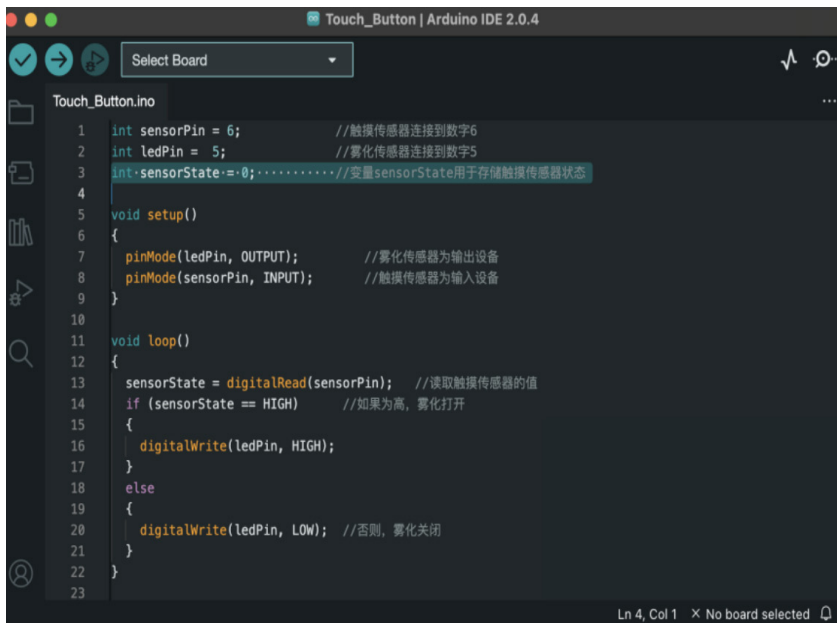 Touch_Button | Arduino IDE 2.0.4
Select Board
Touch_Button.ino
1 int sensorPin = 6; //触摸传感器连接到数字6
2 int ledPin =  5; //雾化传感器连接到数字5
3 int·sensorState·=·0;···········//变量sensorState用于存储触摸传感器状态
4
5 void setup()
6 {
7 pinMode(ledPin, OUTPUT); //雾化传感器为输出设备
8 pinMode(sensorPin, INPUT); //触摸传感器为输入设备
9 }
10
11 void loop()
12 {
13 sensorState = digitalRead(sensorPin); //读取触摸传感器的值
14 if (sensorState == HIGH) //如果为高，雾化打开
15 {
16 digitalWrite(ledPin, HIGH);
17 }
18 else
19 {
20 digitalWrite(ledPin, LOW); //否则，雾化关闭
21 }
22 }
23
Ln 4, Col 1 × No board selected